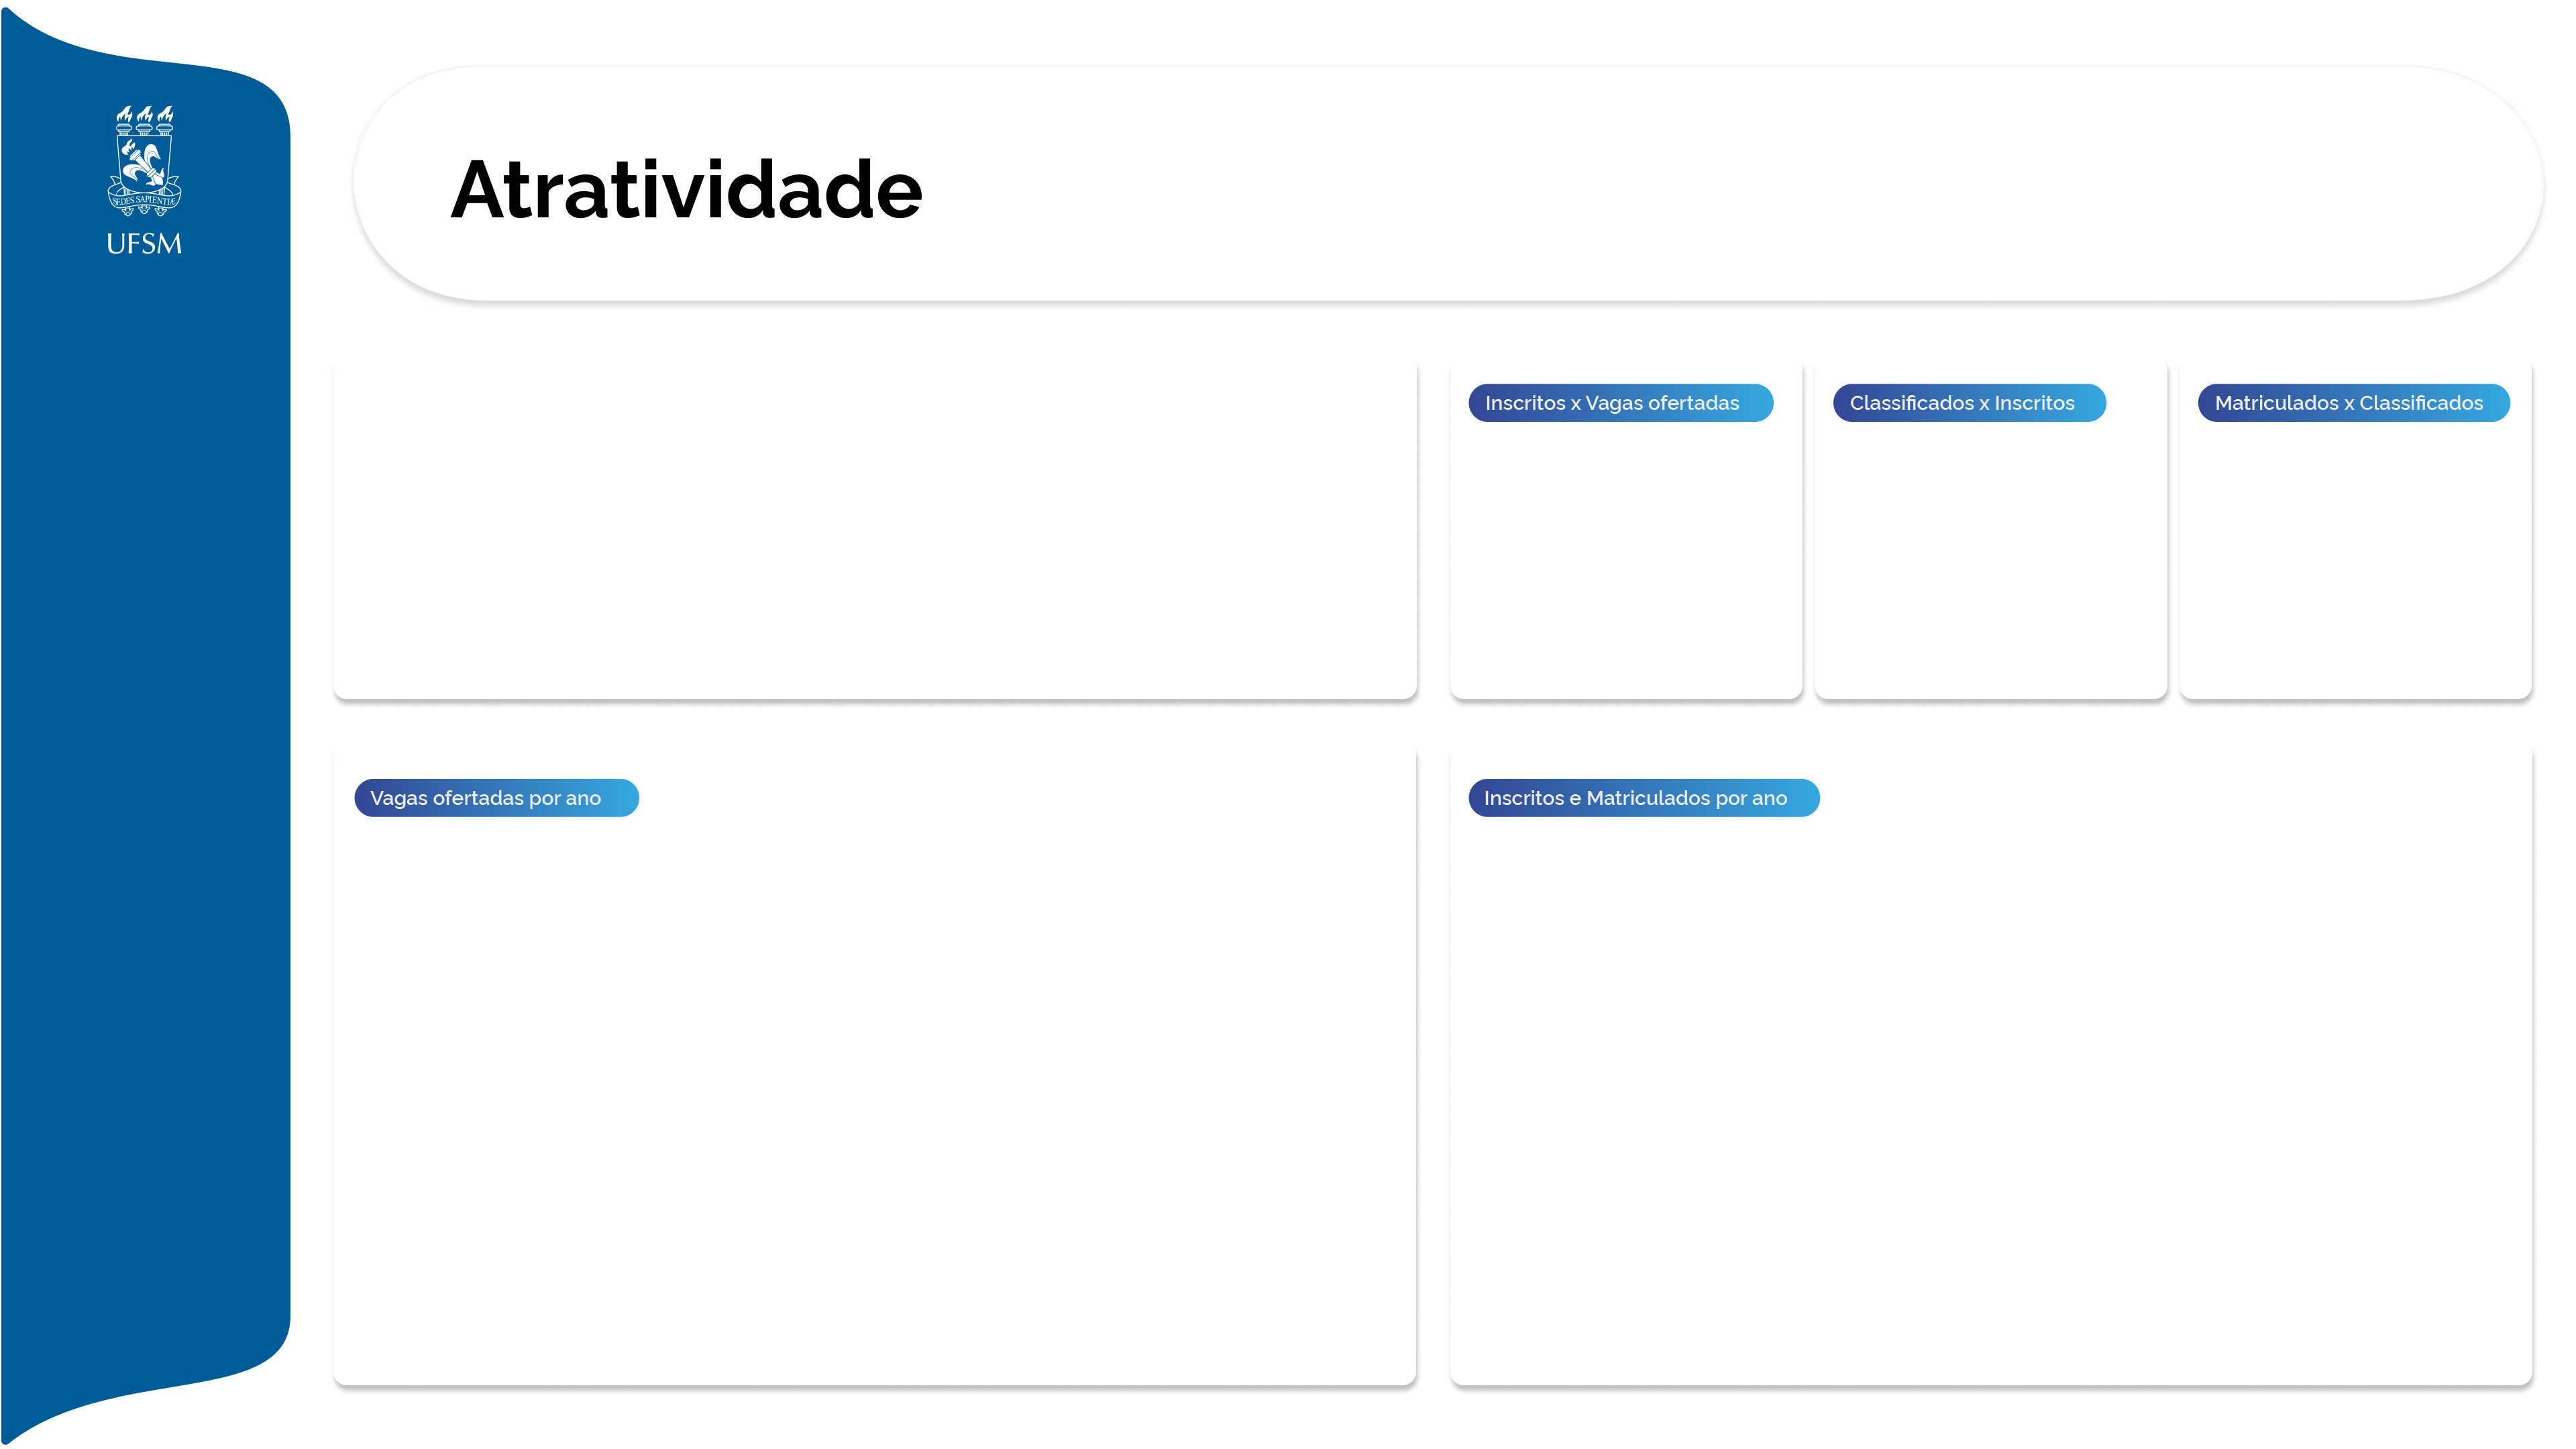 SEDES SAPIENTIÆ
UFSM
Atratividade
Inscritos x Vagas ofertadas
Classificados x Inscritos
Matriculados x Classificados
Vagas ofertadas por ano
Inscritos e Matriculados por ano